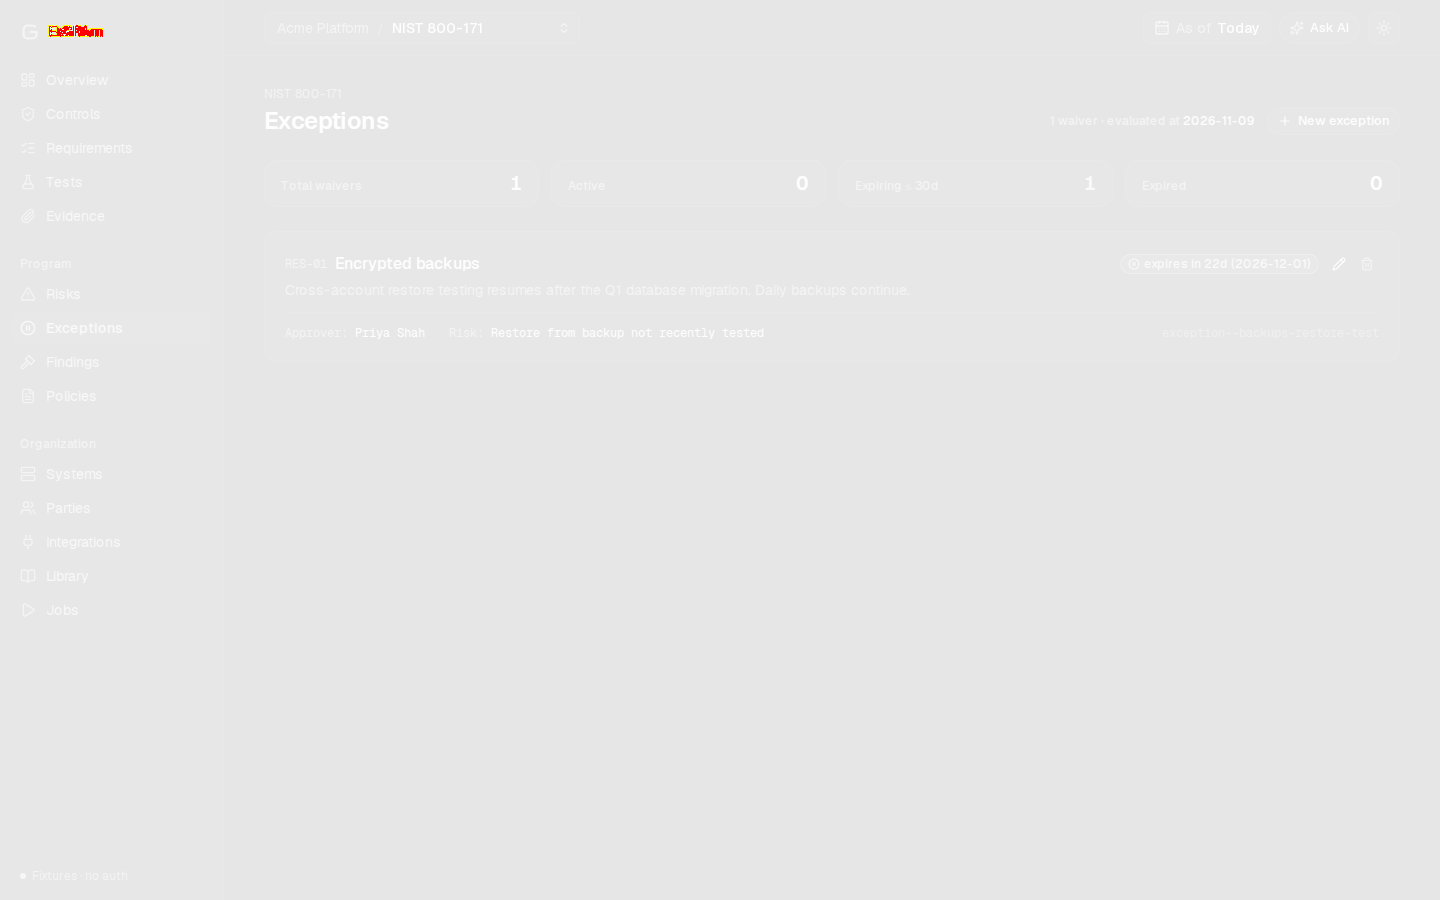 G
Acme Platform / NIST 800-171
As of Today
Ask AI
Overview
Controls
Requirements
Tests
Evidence
Program
Risks
Exceptions
Findings
Policies
Organization
Systems
Parties
Integrations
Library
Jobs
Fixtures · no auth
NIST 800-171
Exceptions
1 waiver · evaluated at 2026-11-09
New exception
Total waivers 1
Active 0
Expiring ≤ 30d 1
Expired 0
RES-01 Encrypted backups
expires in 22d (2026-12-01)
Cross-account restore testing resumes after the Q1 database migration. Daily backups continue.
Approver: Priya Shah Risk: Restore from backup not recently tested
exception--backups-restore-test